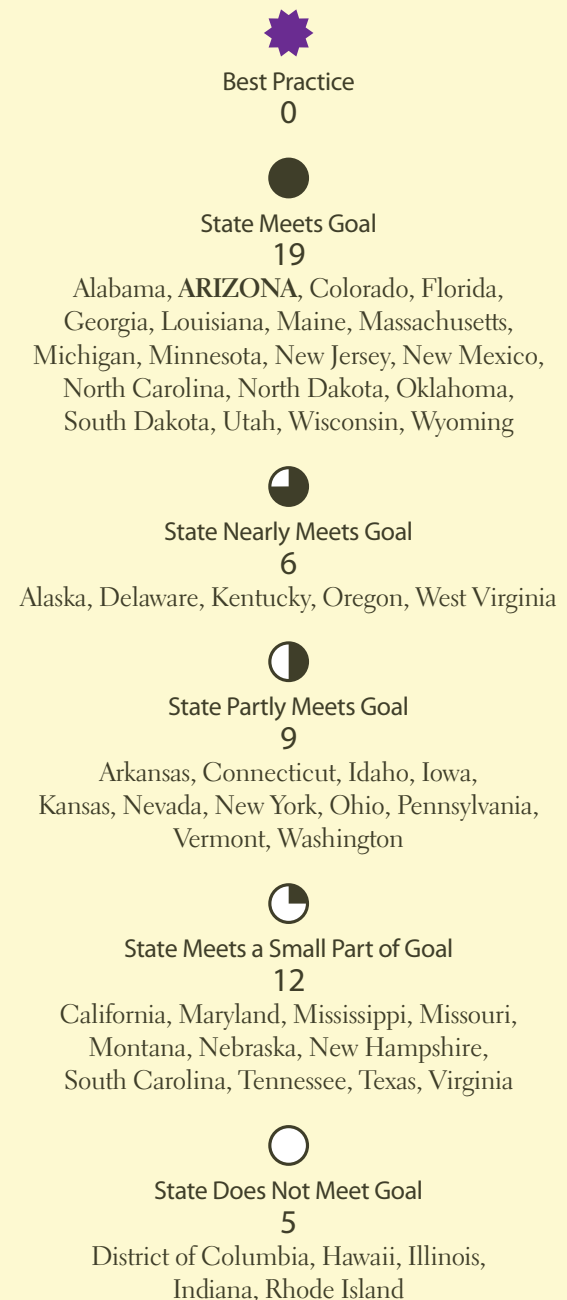 Best Practice
0
State Meets Goal
19
Alabama, ARIZONA, Colorado, Florida,
Georgia, Louisiana, Maine, Massachusetts,
Michigan, Minnesota, New Jersey, New Mexico,
North Carolina, North Dakota, Oklahoma,
South Dakota, Utah, Wisconsin, Wyoming
State Nearly Meets Goal
6
Alaska, Delaware, Kentucky, Oregon, West Virginia
State Partly Meets Goal
9
Arkansas, Connecticut, Idaho, Iowa,
Kansas, Nevada, New York, Ohio, Pennsylvania,
Vermont, Washington
State Meets a Small Part of Goal
12
California, Maryland, Mississippi, Missouri,
Montana, Nebraska, New Hampshire,
South Carolina, Tennessee, Texas, Virginia
State Does Not Meet Goal
5
District of Columbia, Hawaii, Illinois,
Indiana, Rhode Island